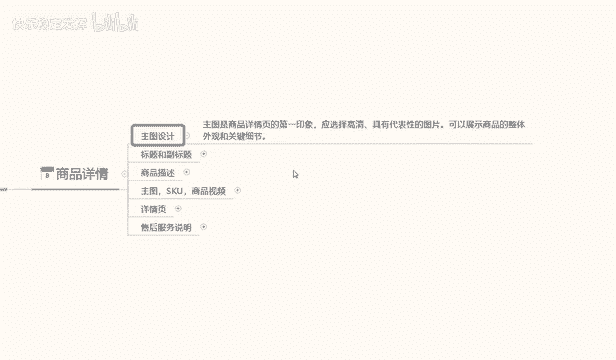 bilibili
主图是商品详情页的第一印象，应选择高清、具有代表性的图片。可以展示商品的整体
外观和关键细节。
主图设计
标题和副标题
商品详情
商品描述
主图，SKU，商品视频
详情页
售后服务说明